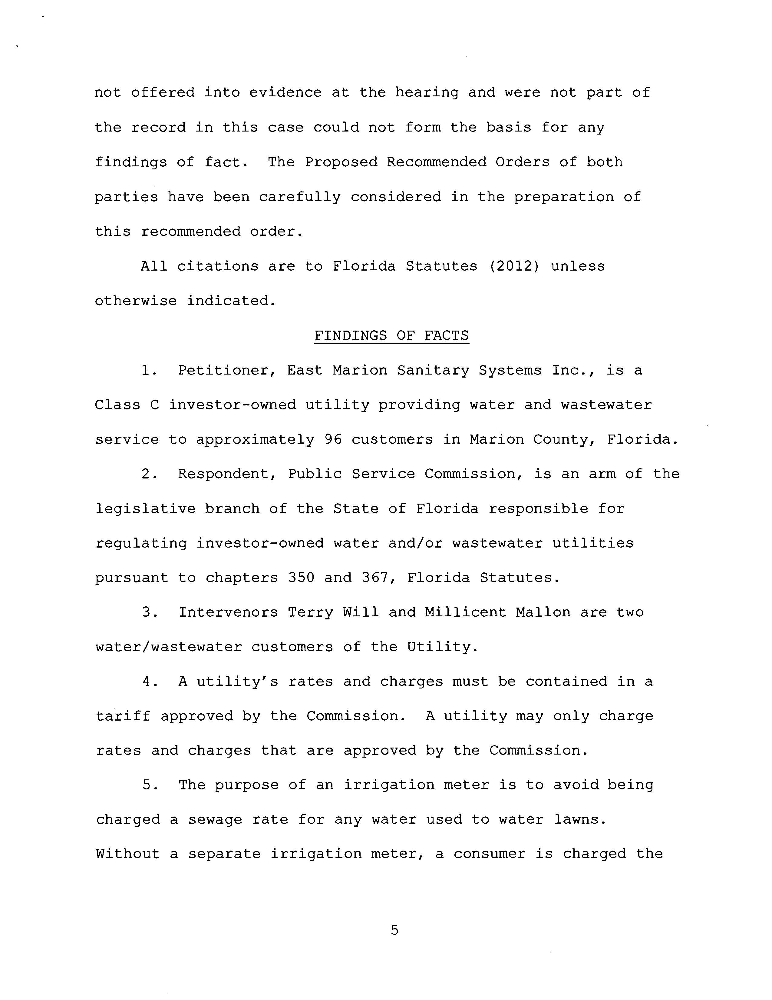 not offered into evidence at the hearing and were not part of
the record in this case could not form the basis for any
findings of fact.  The Proposed Recommended Orders of both
parties have been carefully considered in the preparation of
this recommended order.
All citations are to Florida Statutes (2012) unless
otherwise indicated.
FINDINGS OF FACTS
1.  Petitioner, East Marion Sanitary Systems Inc., is a
Class C investor-owned utility providing water and wastewater
service to approximately 96 customers in Marion County, Florida.
2.  Respondent, Public Service Commission, is an arm of the
legislative branch of the State of Florida responsible for
regulating investor-owned water and/or wastewater utilities
pursuant to chapters 350 and 367, Florida Statutes.
3.  Intervenors Terry Will and Millicent Mallon are two
water/wastewater customers of the Utility.
4.  A utility's rates and charges must be contained in a
tariff approved by the Commission.  A utility may only charge
rates and charges that are approved by the Commission.
5.  The purpose of an irrigation meter is to avoid being
charged a sewage rate for any water used to water lawns.
Without a separate irrigation meter, a consumer is charged the
5